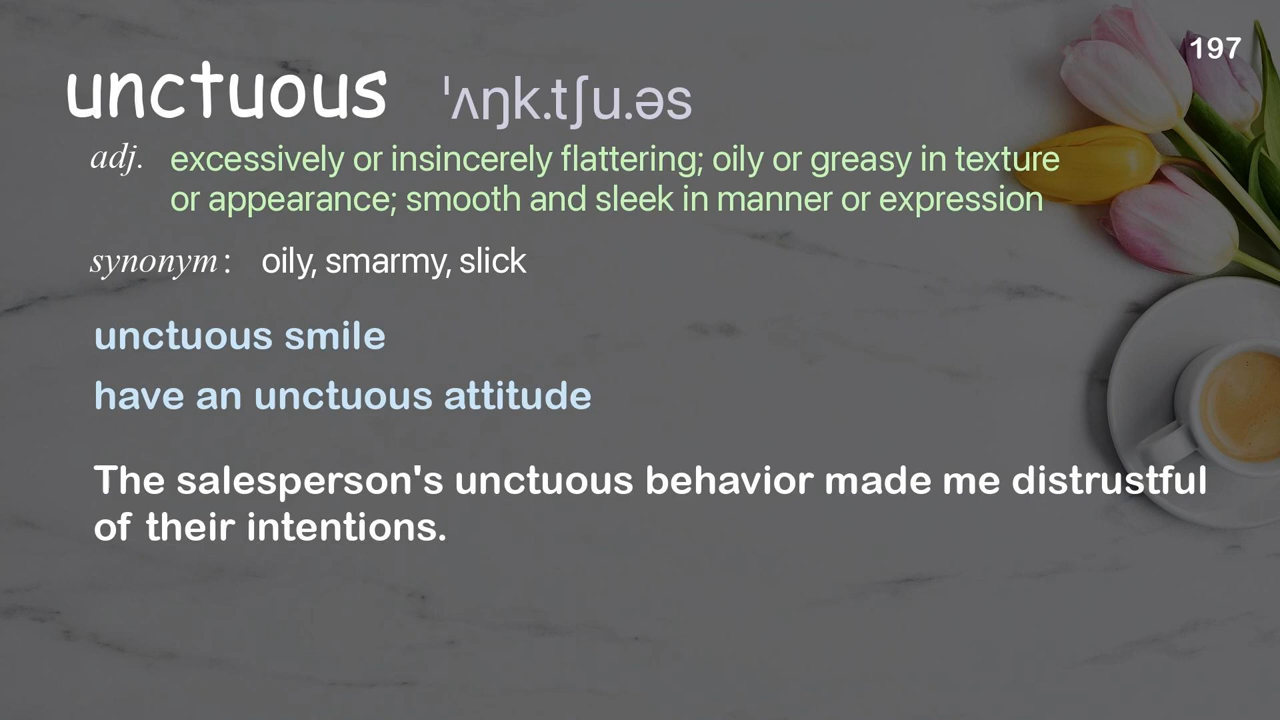 197
unctuous ˈʌŋk.tʃu.əs
adj. excessively or insincerely flattering; oily or greasy in texture
or appearance; smooth and sleek in manner or expression
synonym: oily, smarmy, slick
unctuous smile
have an unctuous attitude
The salesperson's unctuous behavior made me distrustful
of their intentions.